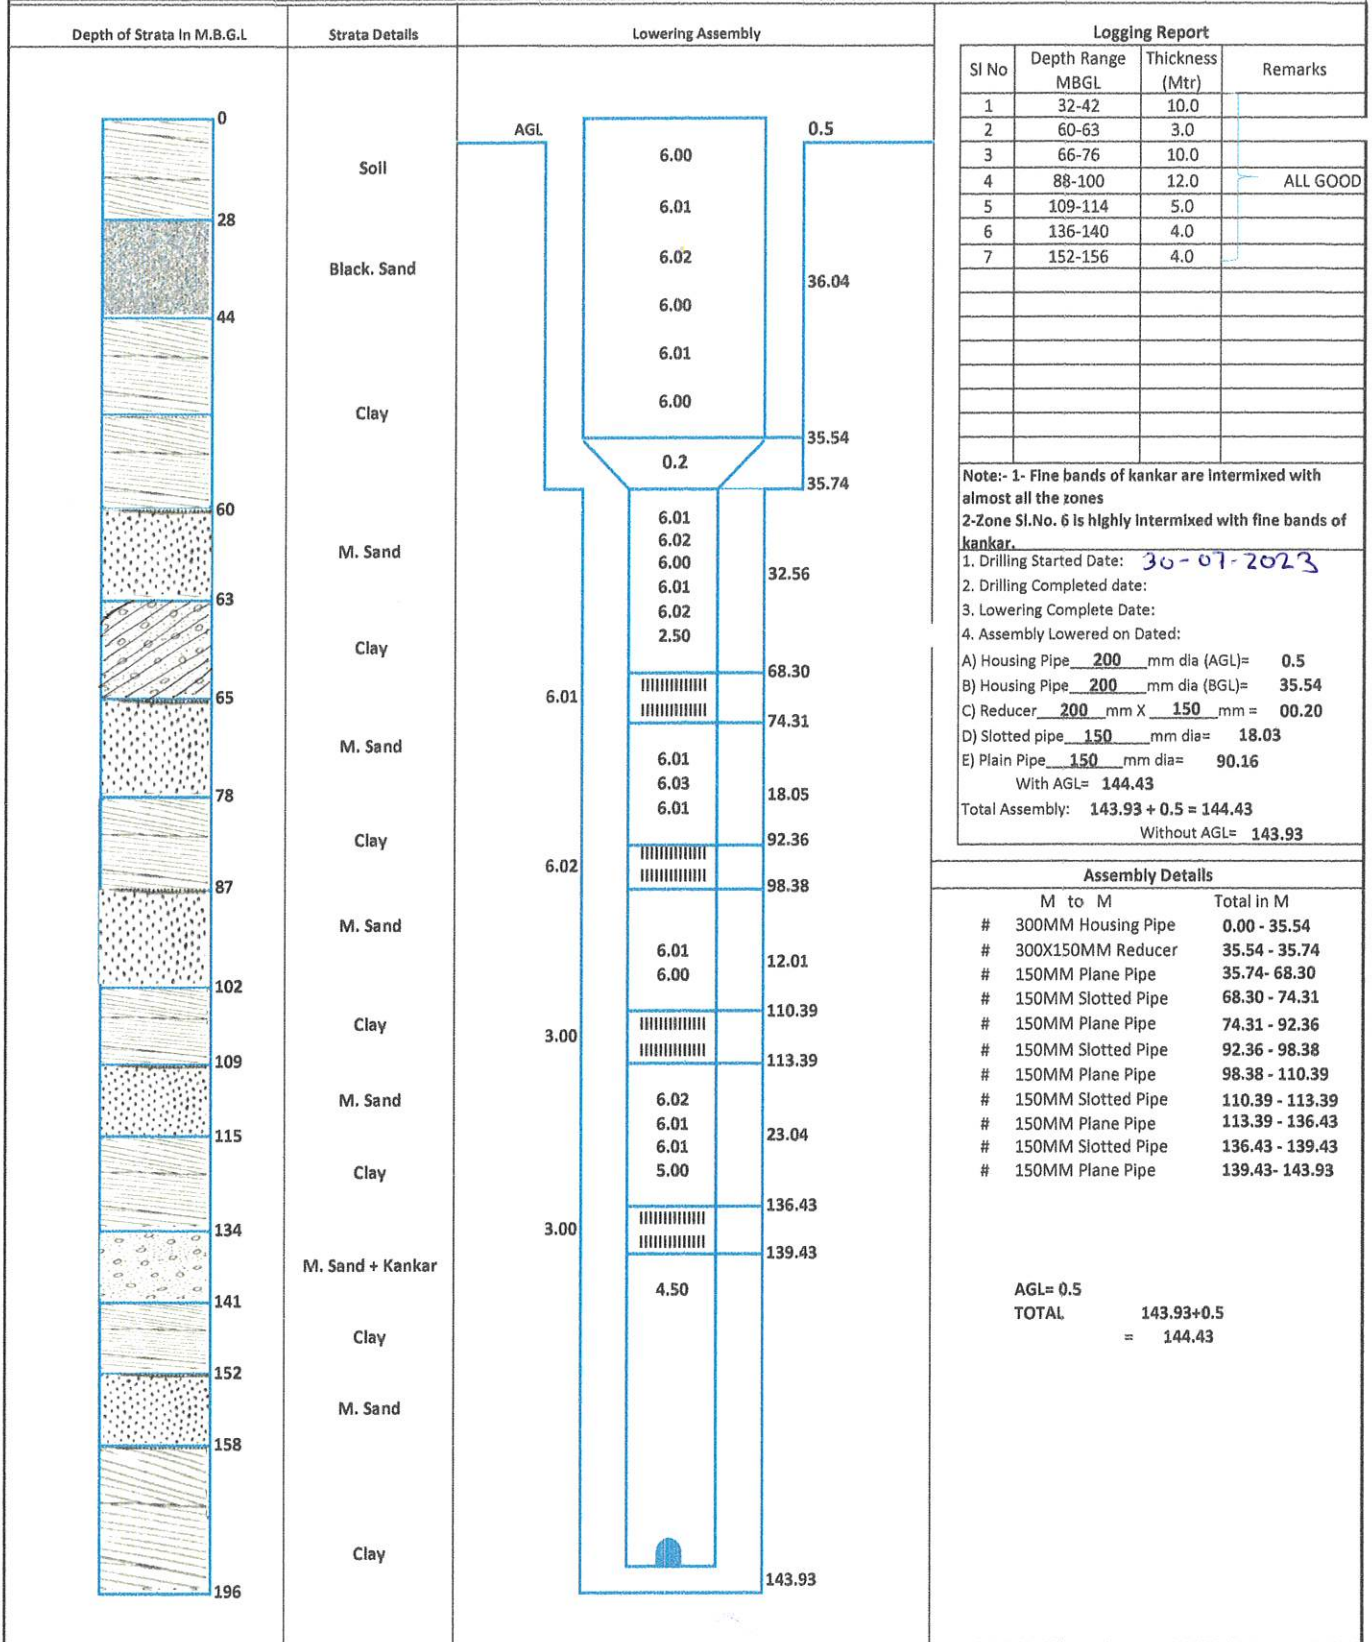 Depth of Strata In M.B.G.L
Strata Details
Lowering Assembly
Logging Report
0
28
44
60
63
65
78
87
102
109
115
134
141
152
158
196
Soil
Black. Sand
Clay
M. Sand
Clay
M. Sand
Clay
M. Sand
Clay
M. Sand
Clay
M. Sand + Kankar
Clay
M. Sand
Clay
AGL
0.5
6.00
6.01
6.02
6.00
6.01
6.00
36.04
35.54
0.2
35.74
6.01
6.02
6.00
6.01
6.02
2.50
32.56
68.30
6.01
74.31
6.01
6.03
6.01
18.05
92.36
6.02
98.38
6.01
6.00
12.01
110.39
3.00
113.39
6.02
6.01
6.01
5.00
23.04
136.43
3.00
139.43
4.50
143.93
Sl No Depth Range MBGL Thickness (Mtr) Remarks
1 32-42 10.0
2 60-63 3.0
3 66-76 10.0
4 88-100 12.0 ALL GOOD
5 109-114 5.0
6 136-140 4.0
7 152-156 4.0
Note:- 1- Fine bands of kankar are intermixed with
almost all the zones
2-Zone Sl.No. 6 is highly intermixed with fine bands of
kankar.
1. Drilling Started Date: 30-07-2023
2. Drilling Completed date:
3. Lowering Complete Date:
4. Assembly Lowered on Dated:
A) Housing Pipe 200 mm dia (AGL)= 0.5
B) Housing Pipe 200 mm dia (BGL)= 35.54
C) Reducer 200 mm X 150 mm = 00.20
D) Slotted pipe 150 mm dia= 18.03
E) Plain Pipe 150 mm dia= 90.16
With AGL= 144.43
Total Assembly: 143.93 + 0.5 = 144.43
Without AGL= 143.93
Assembly Details
M to M Total in M
# 300MM Housing Pipe 0.00 - 35.54
# 300X150MM Reducer 35.54 - 35.74
# 150MM Plane Pipe 35.74- 68.30
# 150MM Slotted Pipe 68.30 - 74.31
# 150MM Plane Pipe 74.31 - 92.36
# 150MM Slotted Pipe 92.36 - 98.38
# 150MM Plane Pipe 98.38 - 110.39
# 150MM Slotted Pipe 110.39 - 113.39
# 150MM Plane Pipe 113.39 - 136.43
# 150MM Slotted Pipe 136.43 - 139.43
# 150MM Plane Pipe 139.43- 143.93
AGL= 0.5
TOTAL 143.93+0.5
= 144.43